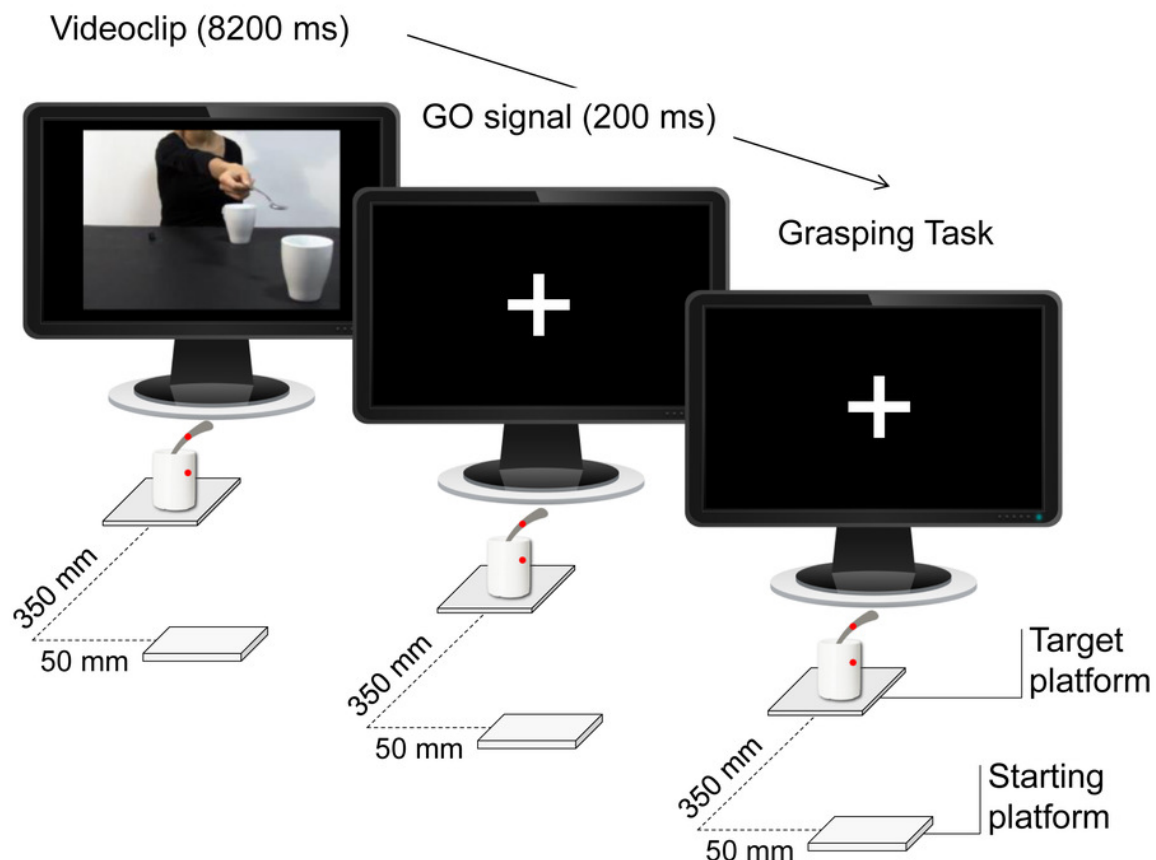 Videoclip (8200 ms)
GO signal (200 ms)
Grasping Task
350 mm
50 mm
350 mm
50 mm
350 mm
50 mm
Target
platform
Starting
platform